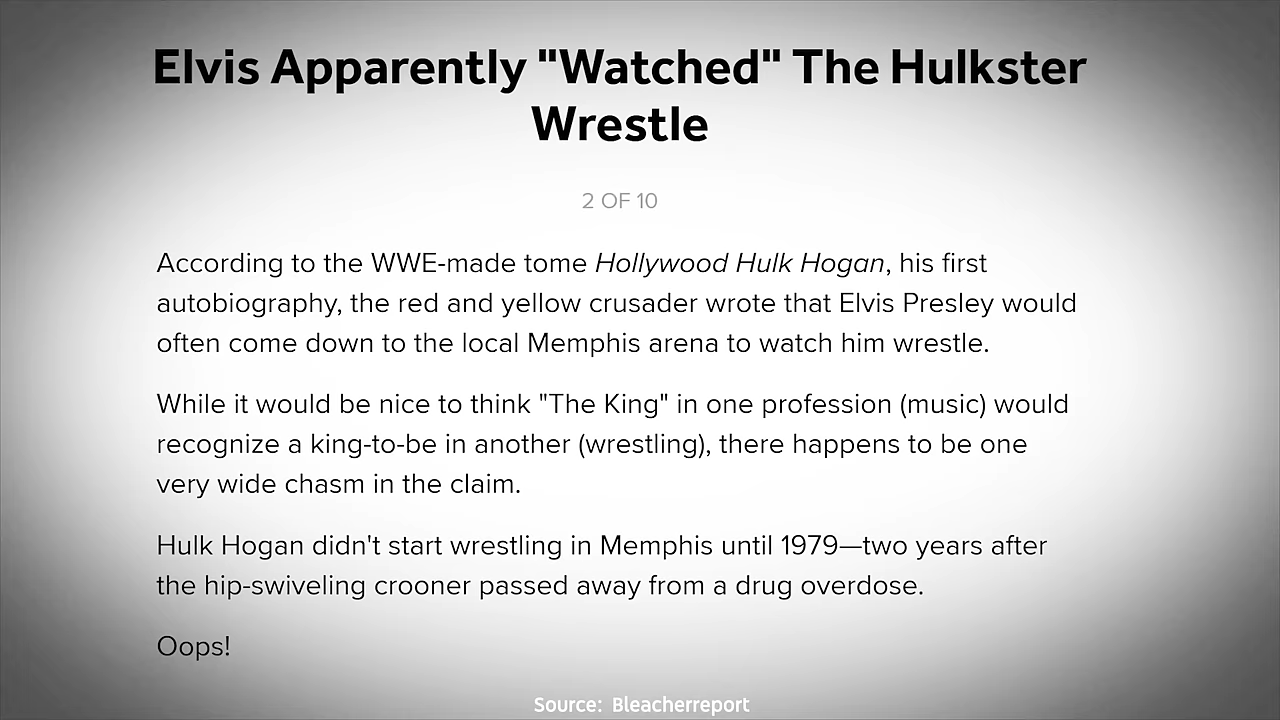 Elvis Apparently "Watched" The Hulkster
Wrestle
2 OF 10
According to the WWE-made tome Hollywood Hulk Hogan, his first
autobiography, the red and yellow crusader wrote that Elvis Presley would
often come down to the local Memphis arena to watch him wrestle.
While it would be nice to think "The King" in one profession (music) would
recognize a king-to-be in another (wrestling), there happens to be one
very wide chasm in the claim.
Hulk Hogan didn't start wrestling in Memphis until 1979—two years after
the hip-swiveling crooner passed away from a drug overdose.
Oops!
Source: Bleacherreport